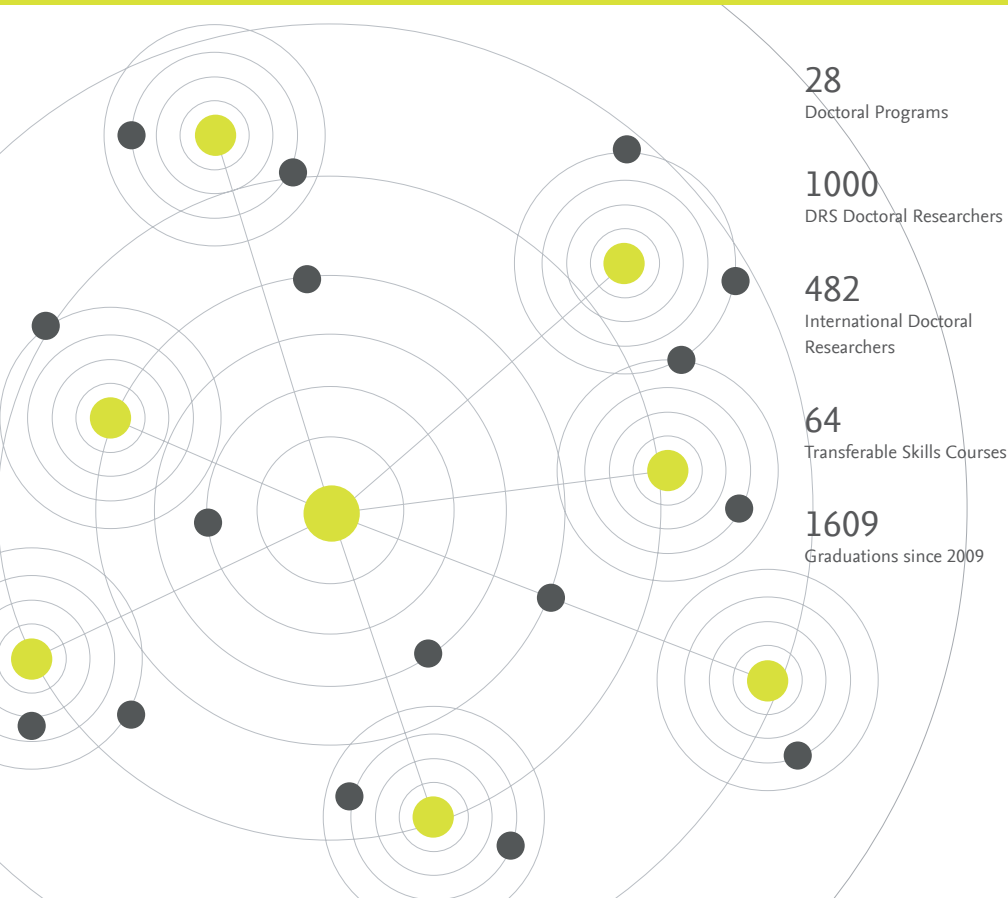 28
Doctoral Programs
1000
DRS Doctoral Researchers
482
International Doctoral
Researchers
64
Transferable Skills Courses
1609
Graduations since 2009